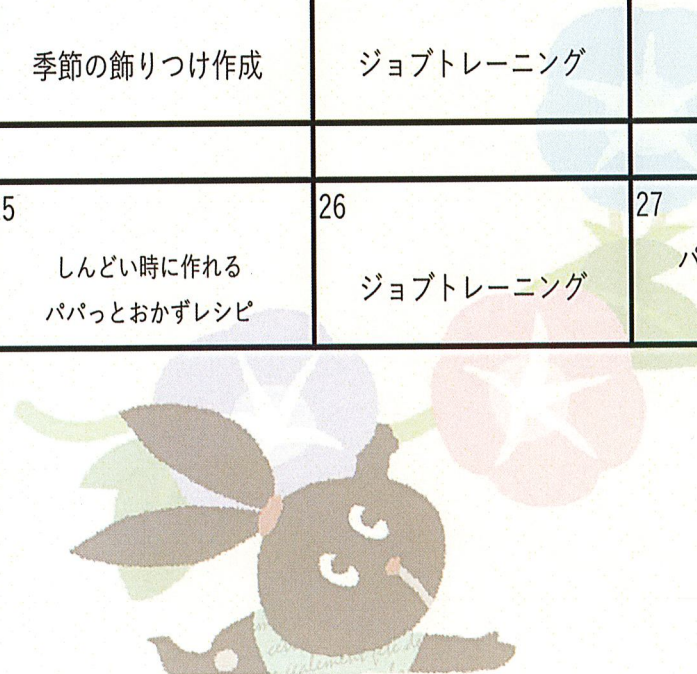 季節の飾りつけ作成
ジョブトレーニング
5
26
27
しんどい時に作れる
パパっとおかずレシピ
ジョブトレーニング
パ